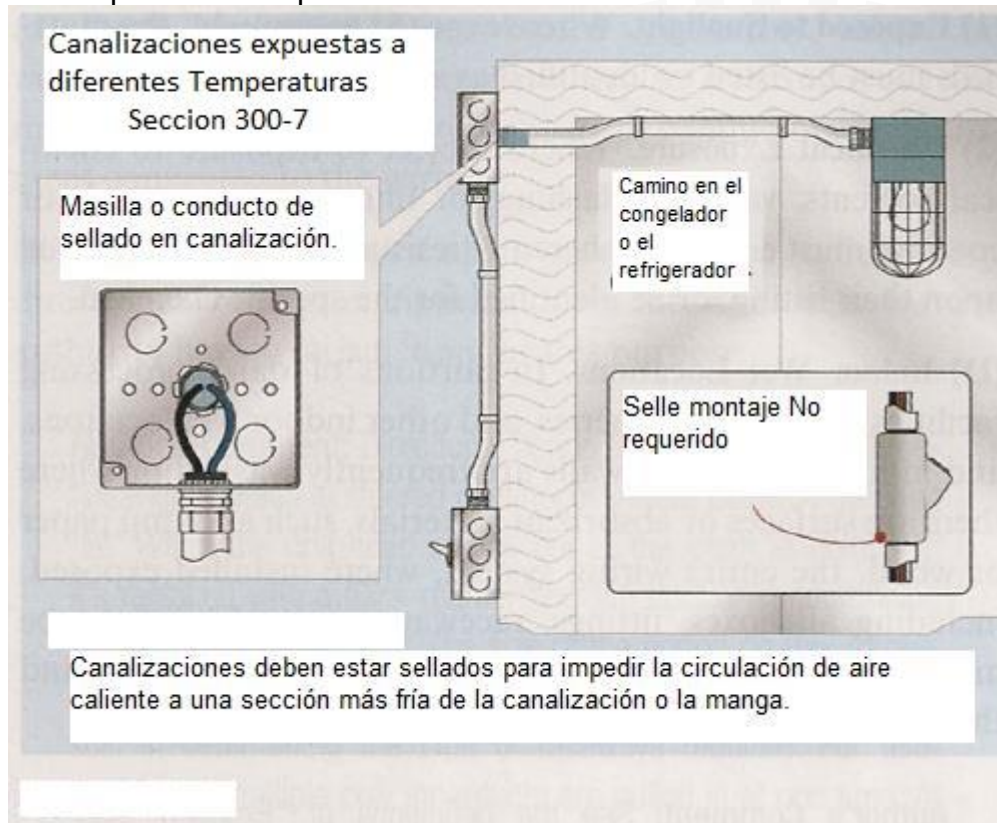 Canalizaciones expuestas a
diferentes Temperaturas
Seccion 300-7
Masilla o conducto de
sellado en canalización.
Camino en el
congelador
o el
refrigerador
Selle montaje No
requerido
Canalizaciones deben estar sellados para impedir la circulación de aire
caliente a una sección más fría de la canalización o la manga.